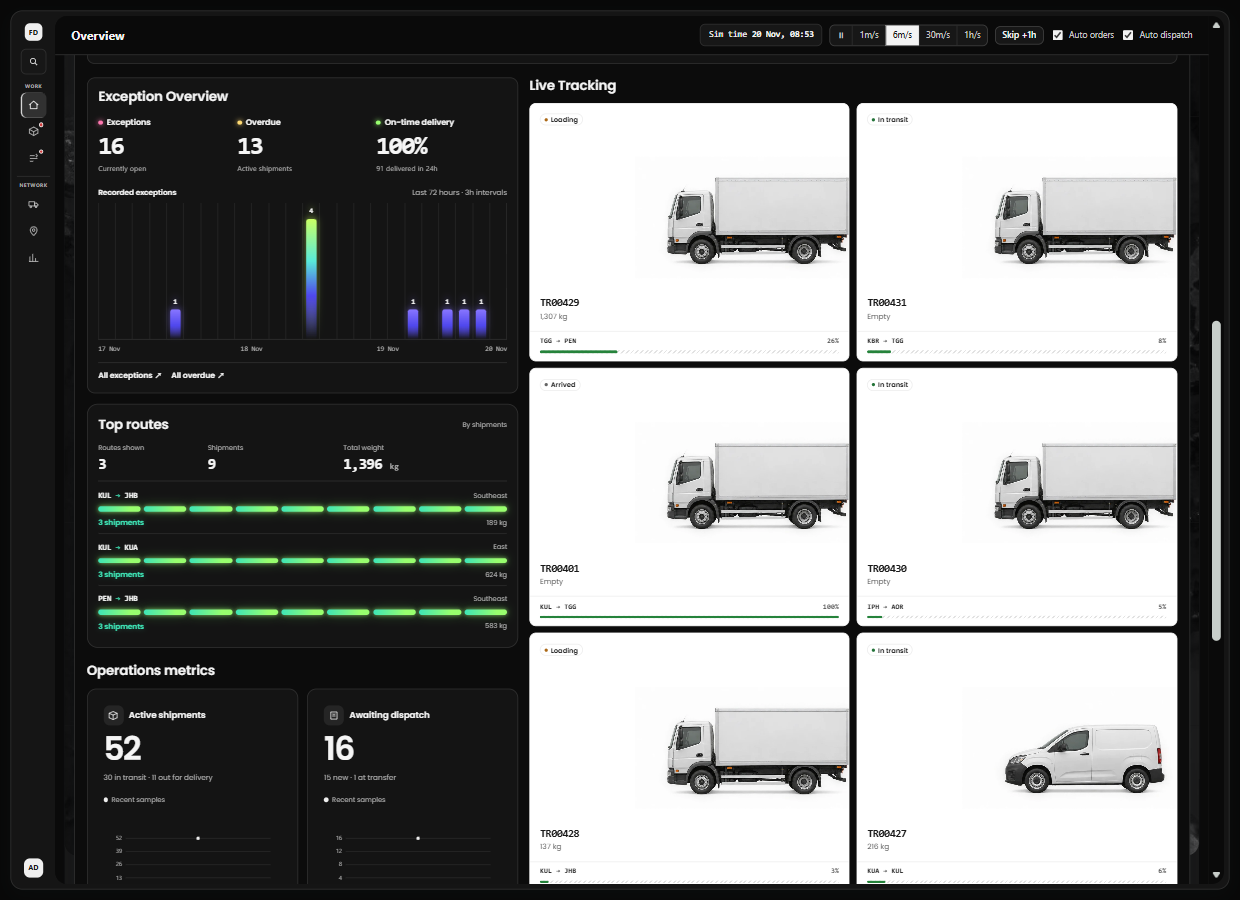 FD
Overview
Sim time 20 Nov, 08:53
1m/s
6m/s
30m/s
1h/s
Skip +1h
Auto orders
Auto dispatch
WORK
NETWORK
AD
Exception Overview
Exceptions
Overdue
On-time delivery
16
13
100%
Currently open
Active shipments
91 delivered in 24h
Recorded exceptions
Last 72 hours · 3h intervals
4
1
1
1
1
1
17 Nov
18 Nov
19 Nov
20 Nov
All exceptions ↗
All overdue ↗
Top routes
By shipments
Routes shown
Shipments
Total weight
3
9
1,396 kg
KUL → JHB
Southeast
3 shipments
189 kg
KUL → KUA
East
3 shipments
624 kg
PEN → JHB
Southeast
3 shipments
583 kg
Operations metrics
Active shipments
52
30 in transit · 11 out for delivery
Recent samples
52
39
26
13
Awaiting dispatch
16
15 new · 1 at transfer
Recent samples
16
12
8
4
Live Tracking
Loading
TR00429
1,307 kg
TGG → PEN
26%
In transit
TR00431
Empty
KBR → TGG
8%
Arrived
TR00401
Empty
KUL → TGG
100%
In transit
TR00430
Empty
IPH → AOR
5%
Loading
TR00428
137 kg
KUL → JHB
3%
In transit
TR00427
216 kg
KUA → KUL
6%